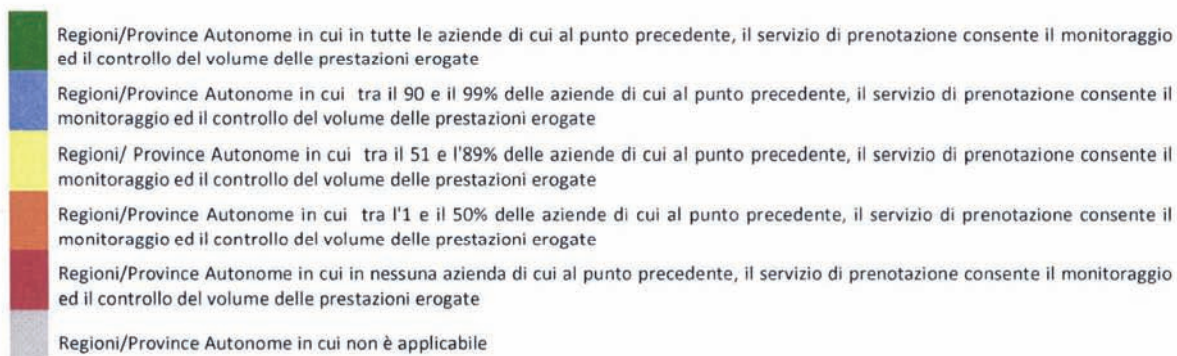 Regioni/Province Autonome in cui in tutte le aziende di cui al punto precedente, il servizio di prenotazione consente il monitoraggio
ed il controllo del volume delle prestazioni erogate
Regioni/Province Autonome in cui tra il 90 e il 99% delle aziende di cui al punto precedente, il servizio di prenotazione consente il
monitoraggio ed il controllo del volume delle prestazioni erogate
Regioni/ Province Autonome in cui tra il 51 e l'89% delle aziende di cui al punto precedente, il servizio di prenotazione consente il
monitoraggio ed il controllo del volume delle prestazioni erogate
Regioni/Province Autonome in cui tra l'1 e il 50% delle aziende di cui al punto precedente, il servizio di prenotazione consente il
monitoraggio ed il controllo del volume delle prestazioni erogate
Regioni/Province Autonome in cui in nessuna azienda di cui al punto precedente, il servizio di prenotazione consente il monitoraggio
ed il controllo del volume delle prestazioni erogate
Regioni/Province Autonome in cui non è applicabile